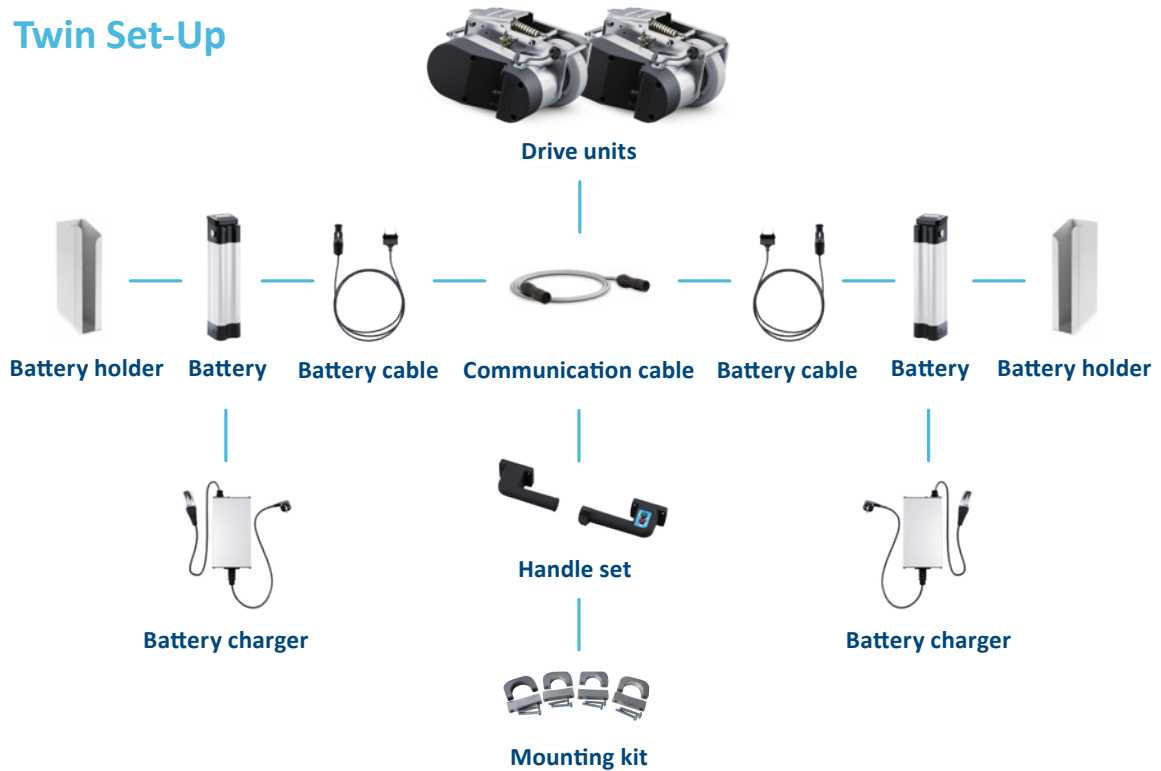 Twin Set-Up
Drive units
Battery holder
Battery
Battery cable
Communication cable
Battery cable
Battery
Battery holder
Battery charger
Handle set
Battery charger
Mounting kit